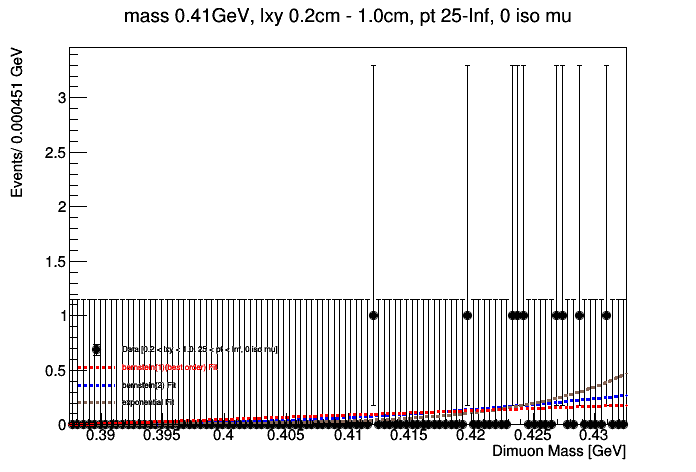 mass 0.41GeV, lxy 0.2cm - 1.0cm, pt 25-Inf, 0 iso mu
Events/ 0.000451 GeV
3
2.5
2
1.5
1
0.5
0
Data [0.2 < lxy < 1.0, 25 < pt < Inf, 0 iso mu]
bernstein(1)(best order) Fit
bernstein(2) Fit
exponential Fit
0.39 0.395 0.4 0.405 0.41 0.415 0.42 0.425 0.43
Dimuon Mass [GeV]